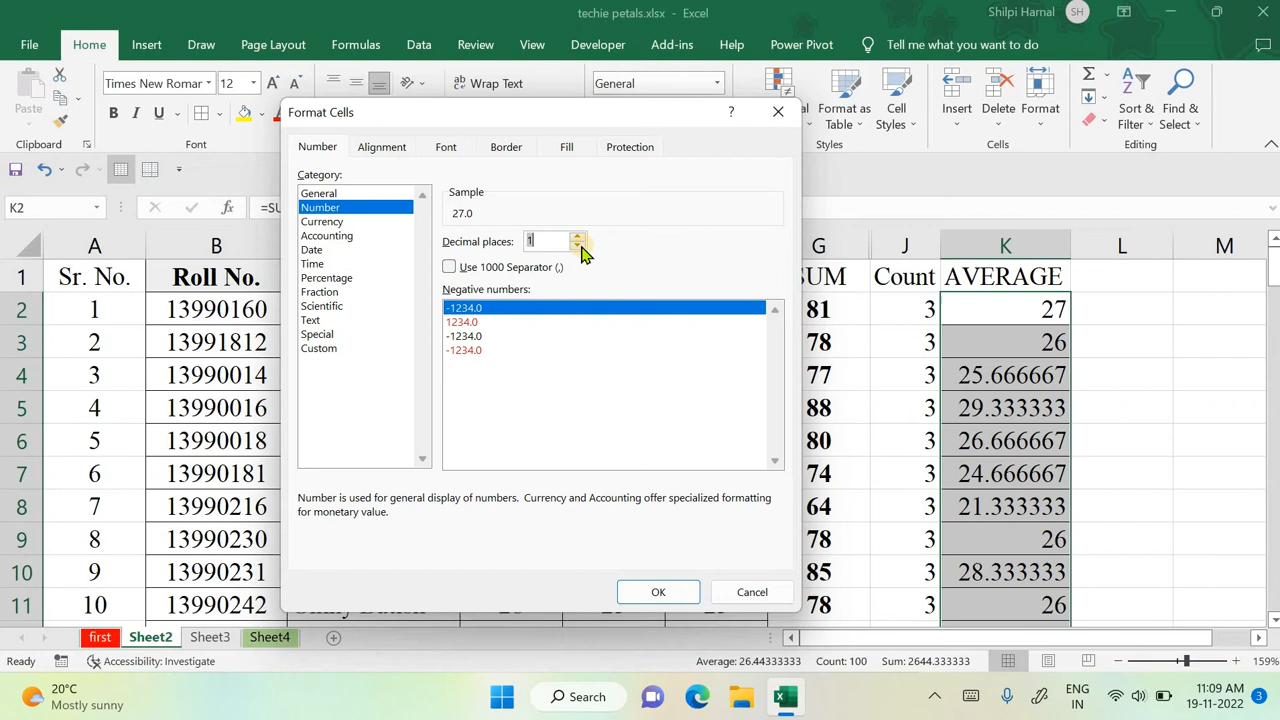 techie petals.xlsx - Excel
Shilpi Harnal SH
File Home Insert Draw Page Layout Formulas Data Review View Developer Add-ins Help Power Pivot Tell me what you want to do
Paste Times New Romar 12 Wrap Text General Format as Table Cell Styles Insert Delete Format Sort & Filter Find & Select
B I U
Clipboard Font Styles Cells Editing
K2 fx =SU
Format Cells ?
Number Alignment Font Border Fill Protection
Category:
General
Number
Currency
Accounting
Date
Time
Percentage
Fraction
Scientific
Text
Special
Custom
Sample
27.0
Decimal places: 1
Use 1000 Separator (,)
Negative numbers:
-1234.0
1234.0
-1234.0
-1234.0
Number is used for general display of numbers. Currency and Accounting offer specialized formatting
for monetary value.
OK Cancel
A B G J K L M
1 Sr. No. Roll No. SUM Count AVERAGE
2 1 13990160 81 3 27
3 2 13991812 78 3 26
4 3 13990014 77 3 25.666667
5 4 13990016 88 3 29.333333
6 5 13990018 80 3 26.666667
7 6 13990181 74 3 24.666667
8 7 13990216 64 3 21.333333
9 8 13990230 78 3 26
10 9 13990231 85 3 28.333333
11 10 13990242 78 3 26
first Sheet2 Sheet3 Sheet4
Ready Accessibility: Investigate Average: 26.44333333 Count: 100 Sum: 2644.333333 159%
20°C
Mostly sunny
Search
ENG
IN
11:09 AM
19-11-2022
3